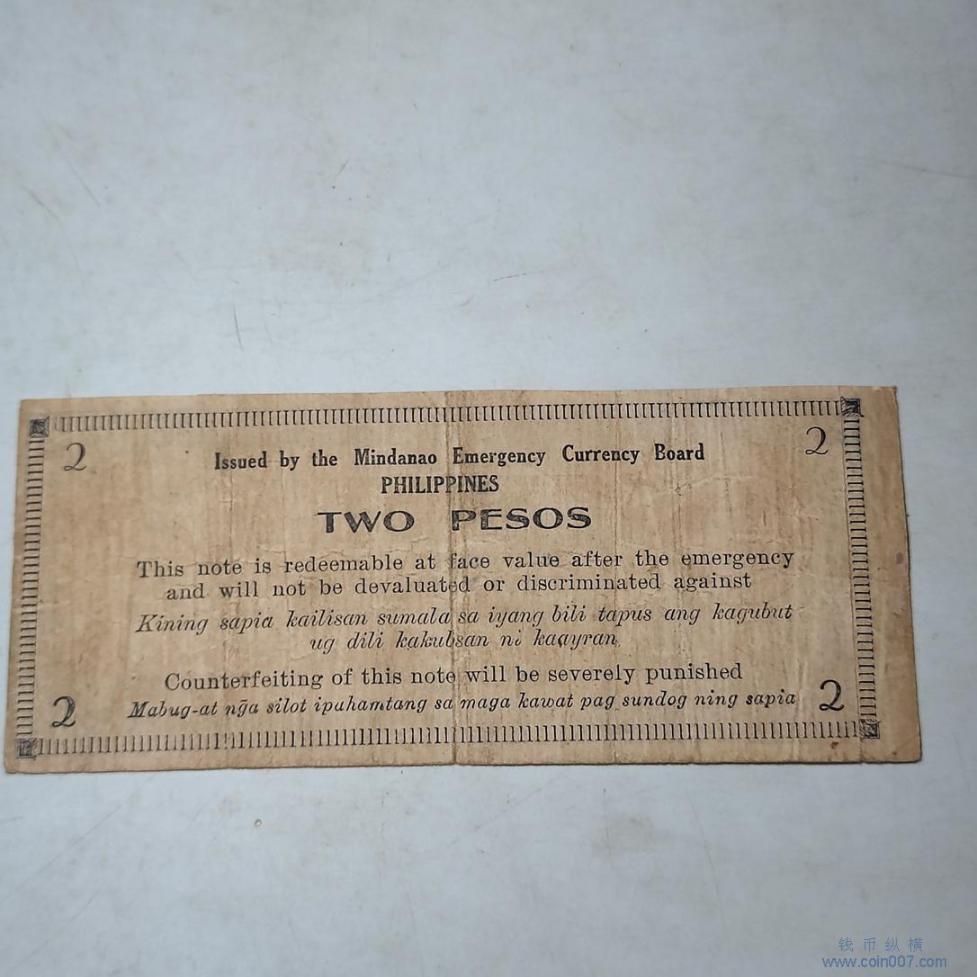 2
2
Issued by the Mindanao Emergency Currency Board
PHILIPPINES
TWO PESOS
This note is redeemable at face value after the emergency
and will not be devaluated or discriminated against
Kining sapia kailisan sumala sa iyang bili tapus ang kagubut
ug dili kakubsan ni kaayran
Counterfeiting of this note will be severely punished
2
Mabug-at nḡa silot ipahamtang sa maga kawat pag sundog ning sapia
2
钱币纵横
www.coin007.com